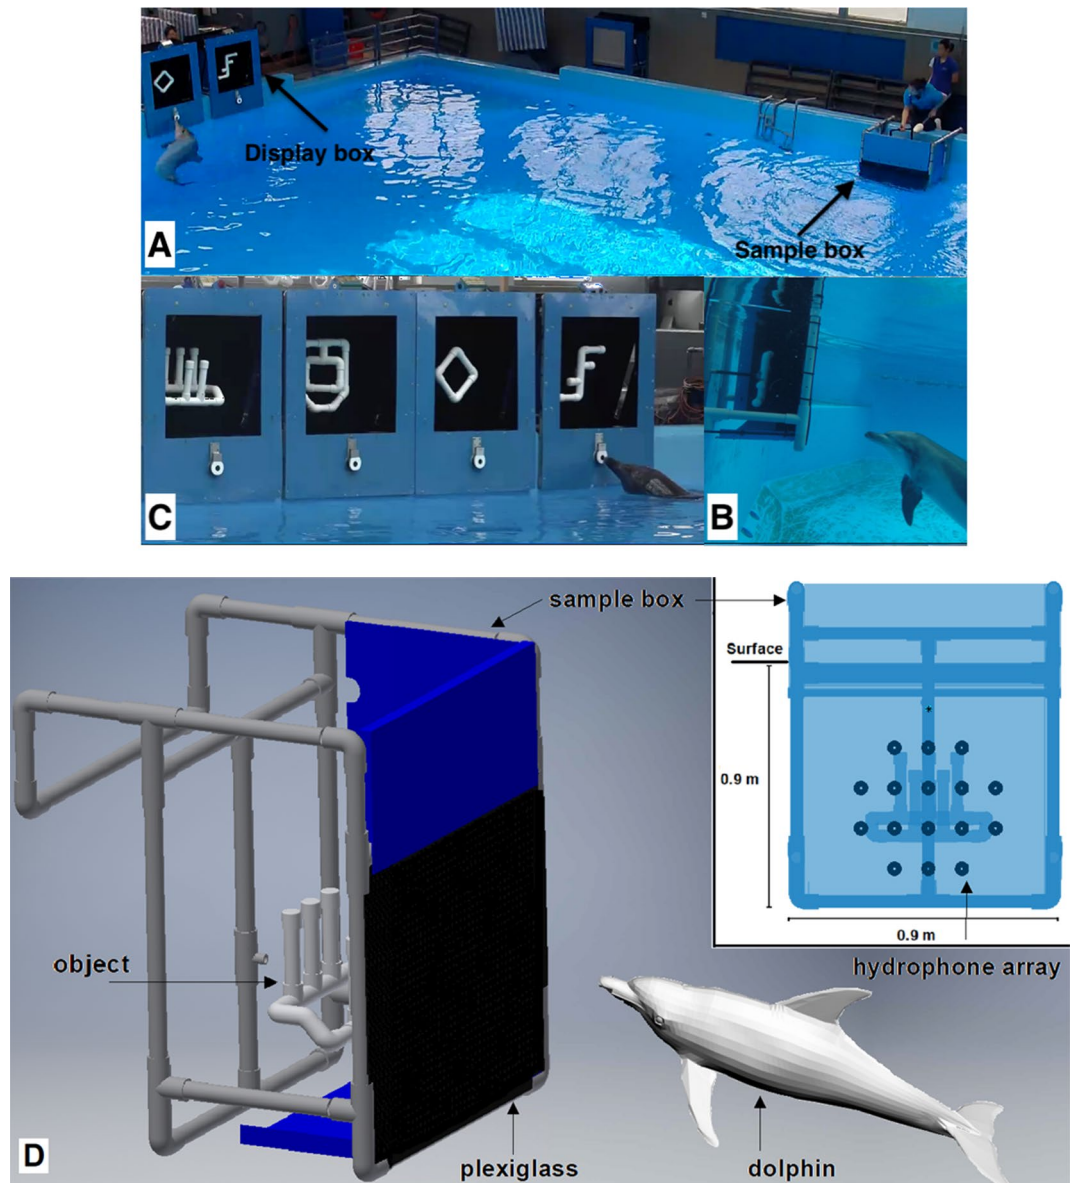 Display box
Sample box
A
C
B
sample box
Surface
0.9 m
0.9 m
hydrophone array
object
D
plexiglass
dolphin